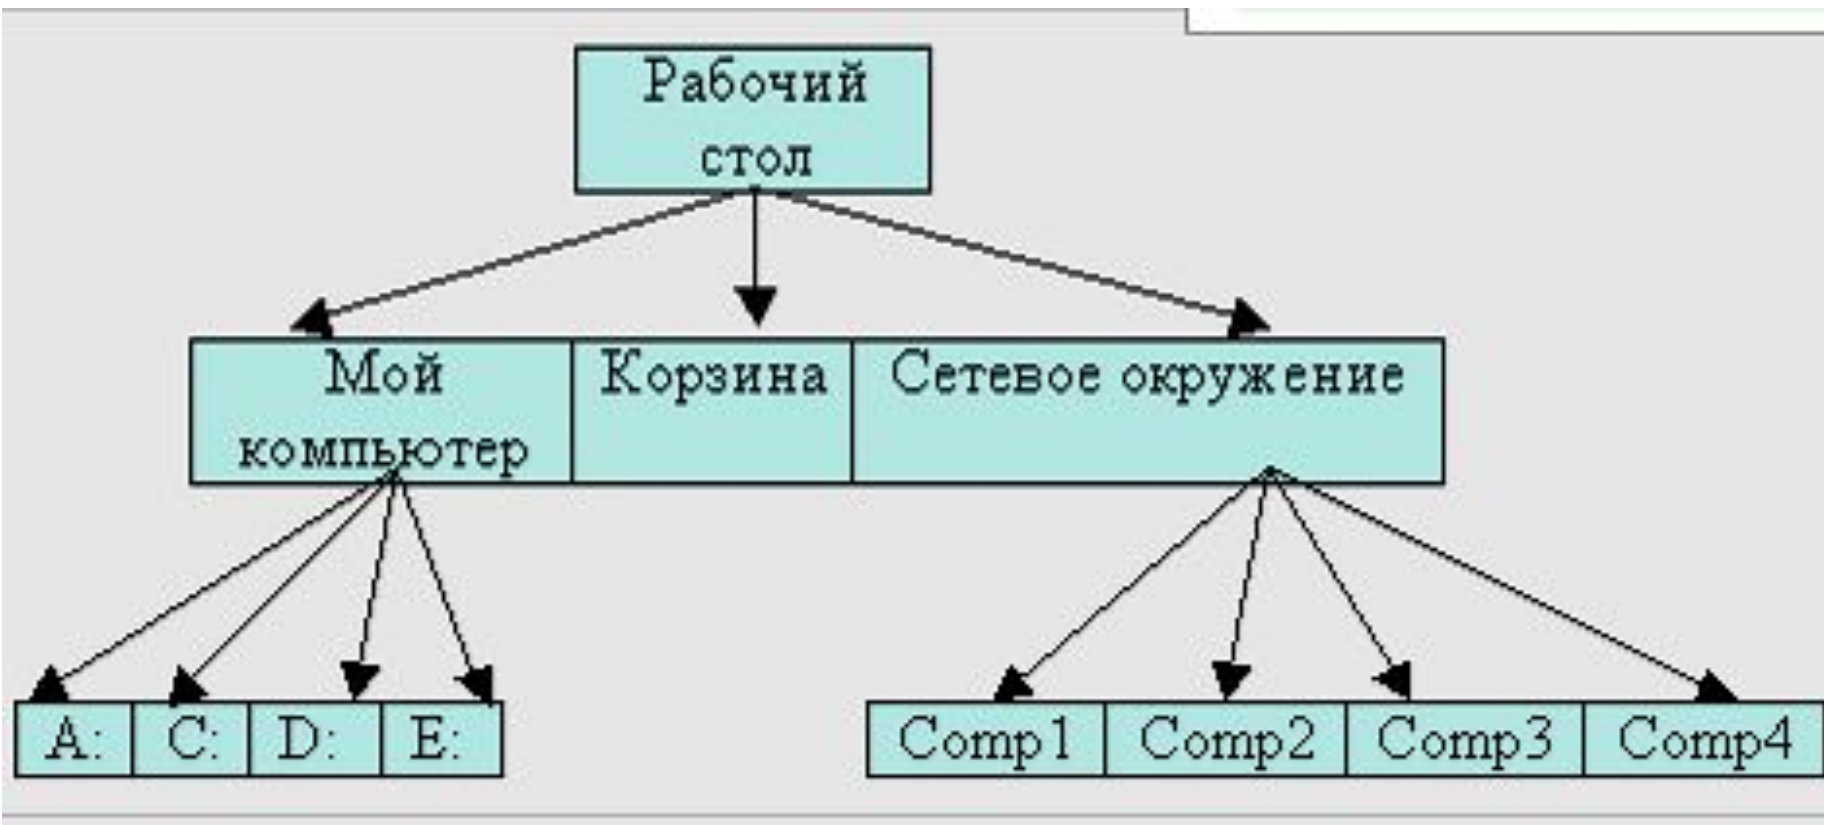 Рабочий
стол
Мой
компьютер
Корзина
Сетевое окружение
A:
C:
D:
E:
Comp1
Comp2
Comp3
Comp4